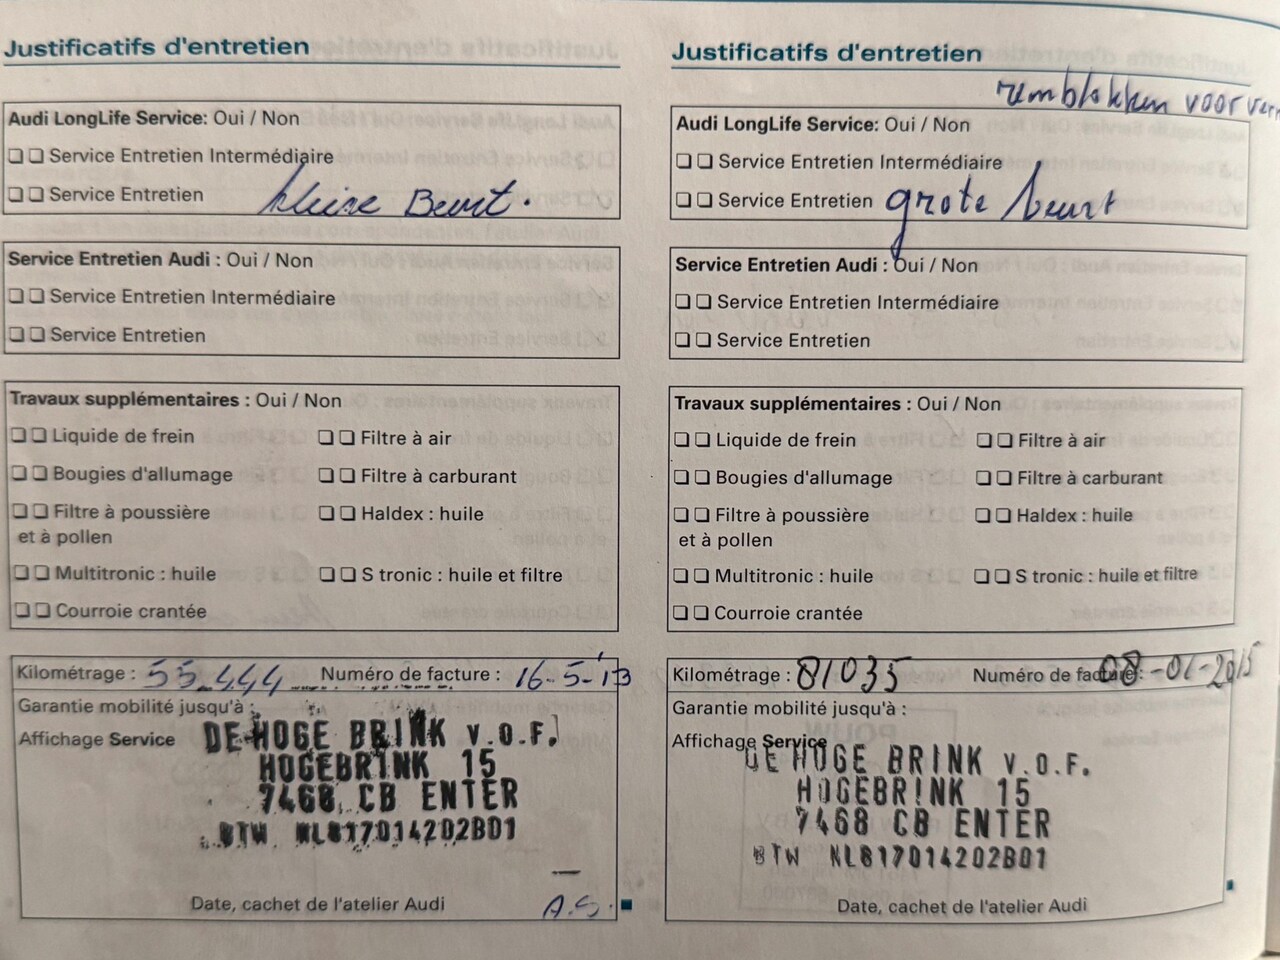 Justificatifs d'entretien
Audi LongLife Service: Oui / Non
❑ ❑ Service Entretien Intermédiaire
❑ ❑ Service Entretien
kleine Beurt.
Service Entretien Audi : Oui / Non
❑ ❑ Service Entretien Intermédiaire
❑ ❑ Service Entretien
Travaux supplémentaires : Oui / Non
❑ ❑ Liquide de frein ❑ ❑ Filtre à air
❑ ❑ Bougies d'allumage ❑ ❑ Filtre à carburant
❑ ❑ Filtre à poussière ❑ ❑ Haldex : huile
et à pollen
❑ ❑ Multitronic : huile ❑ ❑ S tronic : huile et filtre
❑ ❑ Courroie crantée
Kilométrage : 55.444 Numéro de facture : 16-5-'13
Garantie mobilité jusqu'à :
Affichage Service
DE HOGE BRINK v.O.F.
HOGEBRINK 15
7468 CB ENTER
BTW NL817014202B01
Date, cachet de l'atelier Audi
A.S.
Justificatifs d'entretien
remblokken voor
Audi LongLife Service: Oui / Non
❑ ❑ Service Entretien Intermédiaire
❑ ❑ Service Entretien grote beurt
Service Entretien Audi : Oui / Non
❑ ❑ Service Entretien Intermédiaire
❑ ❑ Service Entretien
Travaux supplémentaires : Oui / Non
❑ ❑ Liquide de frein ❑ ❑ Filtre à air
❑ ❑ Bougies d'allumage ❑ ❑ Filtre à carburant
❑ ❑ Filtre à poussière ❑ ❑ Haldex : huile
et à pollen
❑ ❑ Multitronic : huile ❑ ❑ S tronic : huile et filtre
❑ ❑ Courroie crantée
Kilométrage : 81035 Numéro de facture : 08-01-2015
Garantie mobilité jusqu'à :
Affichage Service
DE HOGE BRINK v.O.F.
HOGEBRINK 15
7468 CB ENTER
BTW NL817014202B01
Date, cachet de l'atelier Audi